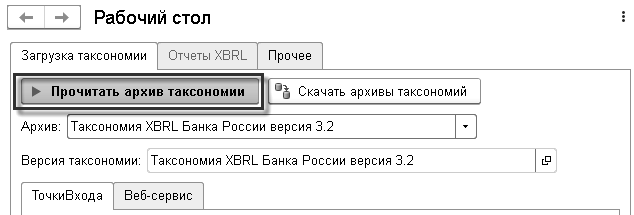 Рабочий стол
Загрузка таксономии Отчеты XBRL Прочее
Прочитать архив таксономии Скачать архивы таксономий
Архив: Таксономия XBRL Банка России версия 3.2
Версия таксономии: Таксономия XBRL Банка России версия 3.2
ТочкиВхода Веб-сервис